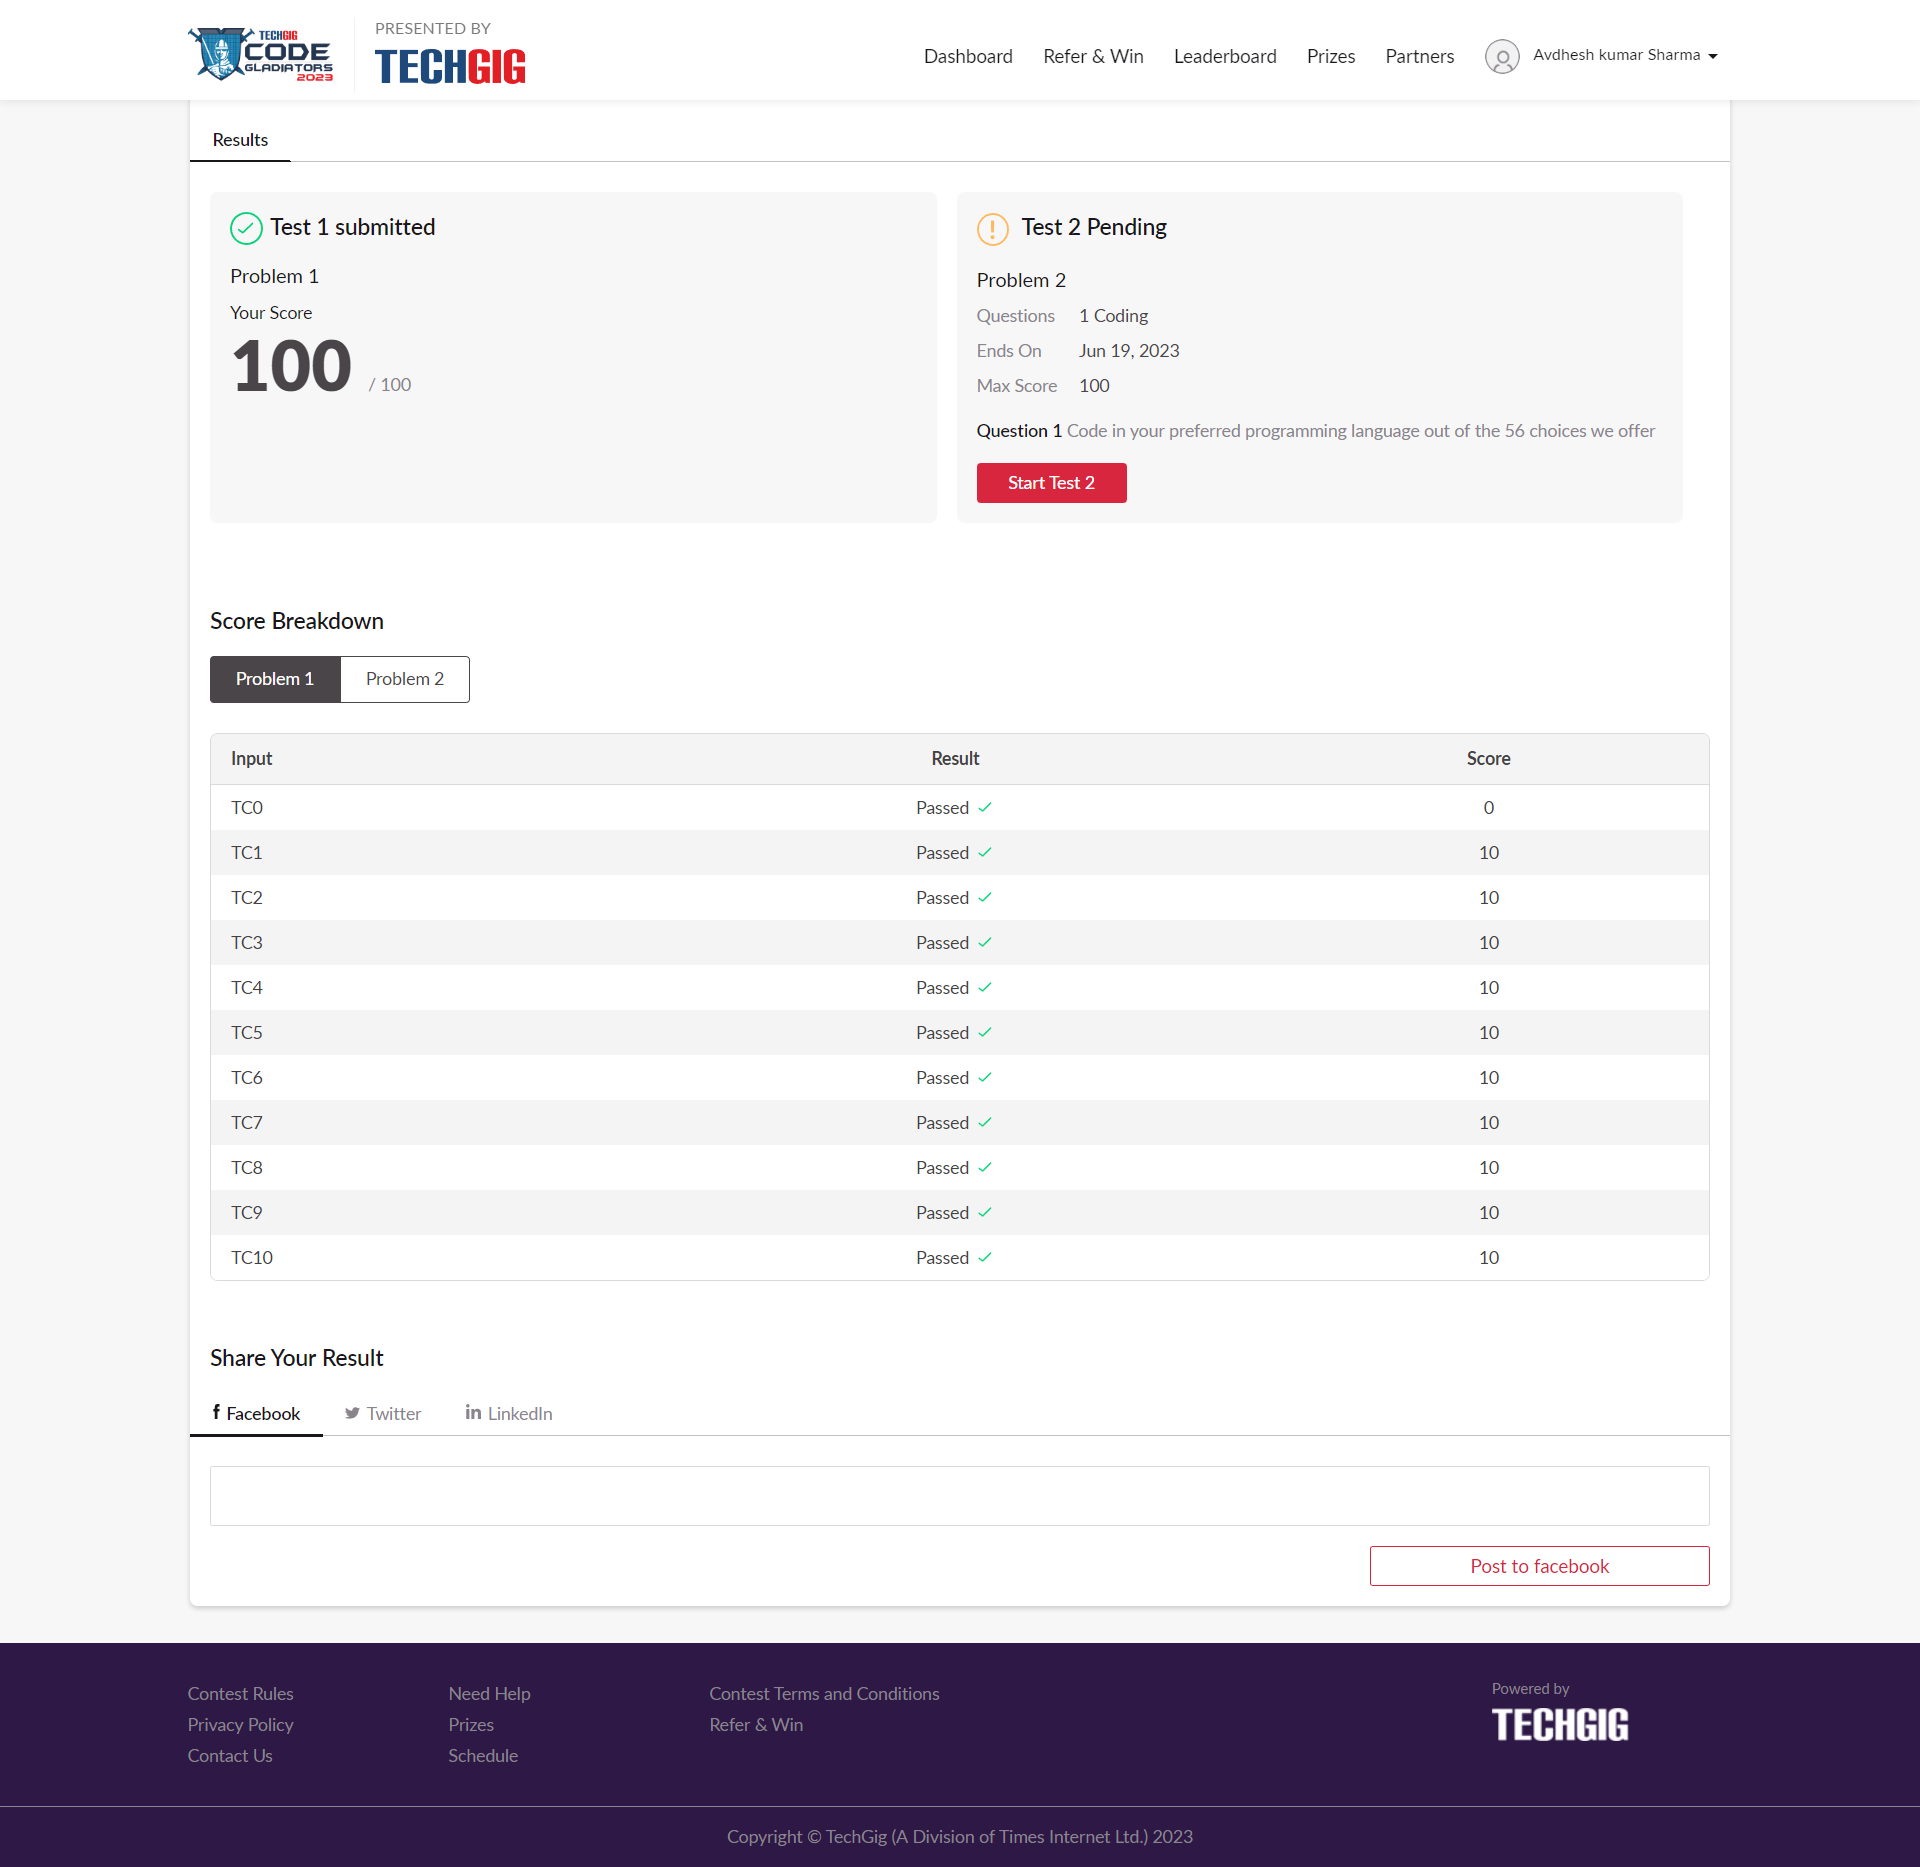 TECHGIG
CODE
GLADIATORS
2023
PRESENTED BY
TECHGIG
Dashboard Refer & Win Leaderboard Prizes Partners Avdhesh kumar Sharma
Results
Test 1 submitted
Problem 1
Your Score
100 / 100
Test 2 Pending
Problem 2
Questions 1 Coding
Ends On Jun 19, 2023
Max Score 100
Question 1 Code in your preferred programming language out of the 56 choices we offer
Start Test 2
Score Breakdown
Problem 1 Problem 2
Input Result Score
TC0 Passed 0
TC1 Passed 10
TC2 Passed 10
TC3 Passed 10
TC4 Passed 10
TC5 Passed 10
TC6 Passed 10
TC7 Passed 10
TC8 Passed 10
TC9 Passed 10
TC10 Passed 10
Share Your Result
Facebook Twitter LinkedIn
Post to facebook
Contest Rules Need Help Contest Terms and Conditions
Privacy Policy Prizes Refer & Win
Contact Us Schedule
Powered by
TECHGIG
Copyright © TechGig (A Division of Times Internet Ltd.) 2023